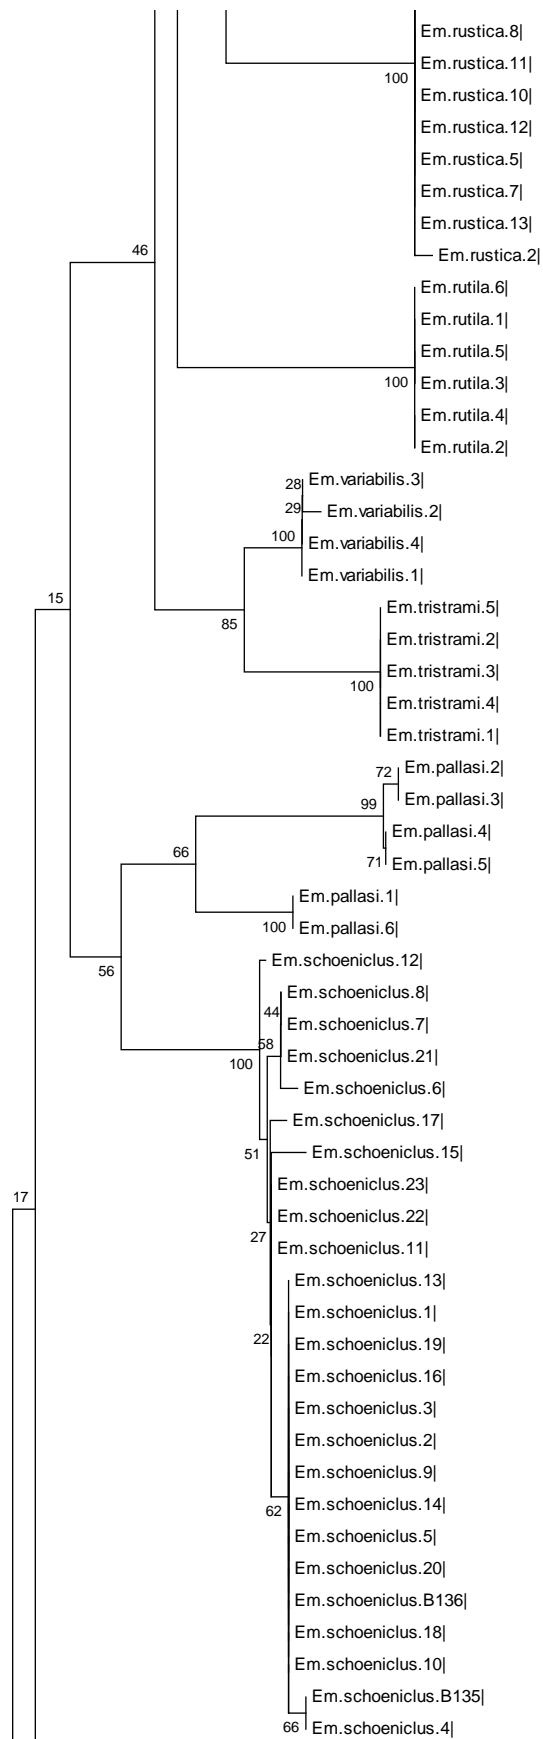 Em.rustica.8|
Em.rustica.11|
100
Em.rustica.10|
Em.rustica.12|
Em.rustica.5|
Em.rustica.7|
Em.rustica.13|
46
Em.rustica.2|
Em.rutila.6|
Em.rutila.1|
Em.rutila.5|
Em.rutila.3|
100
Em.rutila.4|
Em.rutila.2|
Em.variabilis.3|
28
29
Em.variabilis.2|
100
Em.variabilis.4|
Em.variabilis.1|
15
Em.tristrami.5|
85
Em.tristrami.2|
Em.tristrami.3|
100
Em.tristrami.4|
Em.tristrami.1|
72
Em.pallasi.2|
99
Em.pallasi.3|
Em.pallasi.4|
66
71
Em.pallasi.5|
Em.pallasi.1|
100
Em.pallasi.6|
Em.schoeniclus.12|
56
Em.schoeniclus.8|
44
Em.schoeniclus.7|
58
Em.schoeniclus.21|
100
Em.schoeniclus.6|
Em.schoeniclus.17|
51
Em.schoeniclus.15|
Em.schoeniclus.23|
17
Em.schoeniclus.22|
27
Em.schoeniclus.11|
Em.schoeniclus.13|
Em.schoeniclus.1|
22
Em.schoeniclus.19|
Em.schoeniclus.16|
Em.schoeniclus.3|
Em.schoeniclus.2|
Em.schoeniclus.9|
Em.schoeniclus.14|
62
Em.schoeniclus.5|
Em.schoeniclus.20|
Em.schoeniclus.B136|
Em.schoeniclus.18|
Em.schoeniclus.10|
Em.schoeniclus.B135|
66
Em.schoeniclus.4|